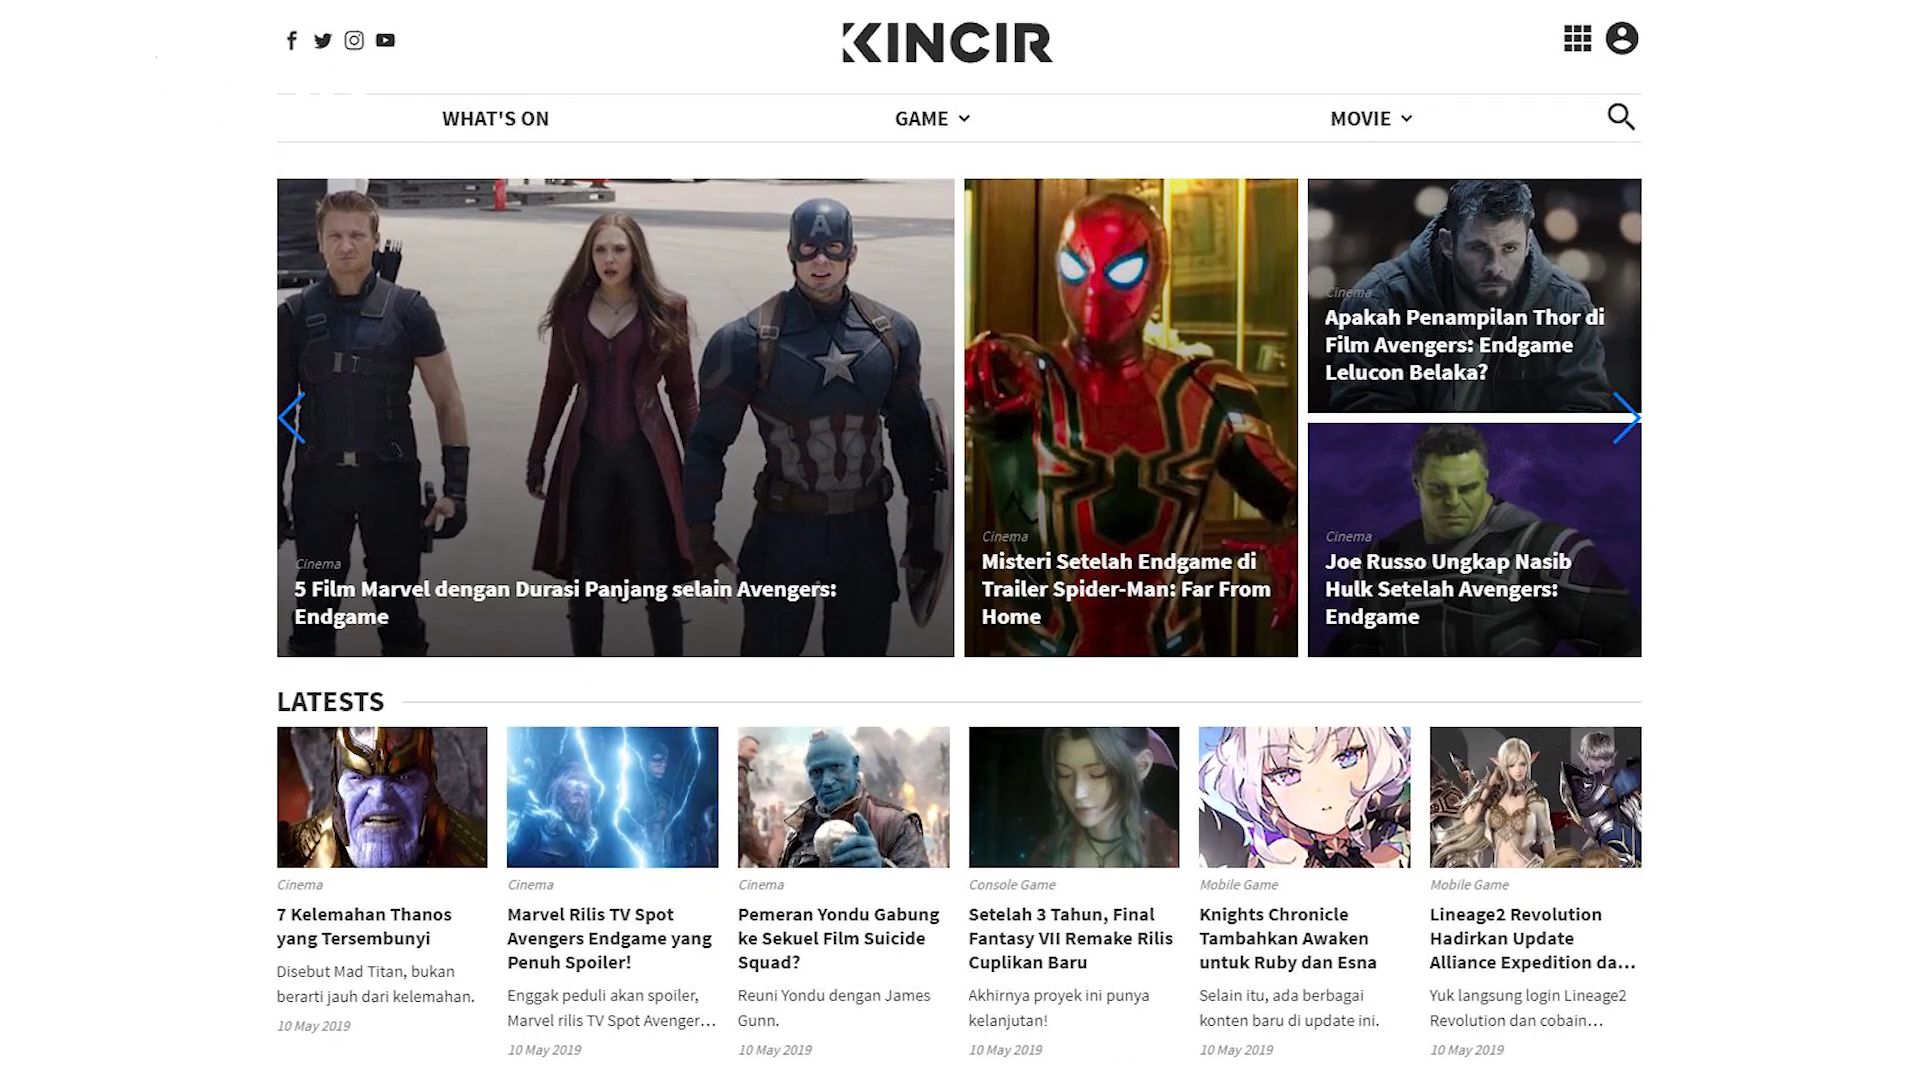 KINCIR
WHAT'S ON
GAME
MOVIE
Cinema
5 Film Marvel dengan Durasi Panjang selain Avengers:
Endgame
Cinema
Misteri Setelah Endgame di
Trailer Spider-Man: Far From
Home
Cinema
Apakah Penampilan Thor di
Film Avengers: Endgame
Lelucon Belaka?
Cinema
Joe Russo Ungkap Nasib
Hulk Setelah Avengers:
Endgame
LATESTS
Cinema
7 Kelemahan Thanos
yang Tersembunyi
Disebut Mad Titan, bukan
berarti jauh dari kelemahan.
10 May 2019
Cinema
Marvel Rilis TV Spot
Avengers Endgame yang
Penuh Spoiler!
Enggak peduli akan spoiler,
Marvel rilis TV Spot Avenger...
10 May 2019
Cinema
Pemeran Yondu Gabung
ke Sekuel Film Suicide
Squad?
Reuni Yondu dengan James
Gunn.
10 May 2019
Console Game
Setelah 3 Tahun, Final
Fantasy VII Remake Rilis
Cuplikan Baru
Akhirnya proyek ini punya
kelanjutan!
10 May 2019
Mobile Game
Knights Chronicle
Tambahkan Awaken
untuk Ruby dan Esna
Selain itu, ada berbagai
konten baru di update ini.
10 May 2019
Mobile Game
Lineage2 Revolution
Hadirkan Update
Alliance Expedition da...
Yuk langsung login Lineage2
Revolution dan cobain...
10 May 2019